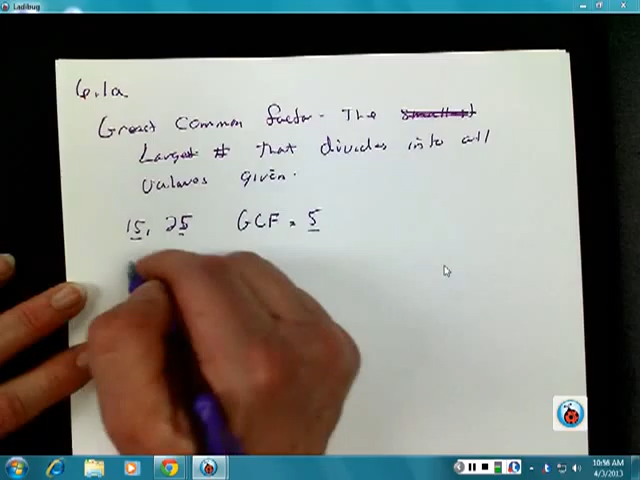 Ladibug
6.1a
Greast Common factor - The smallest
Largest # that divides into all
values given.
15, 25 GCF = 5
10:56 AM
4/3/2013